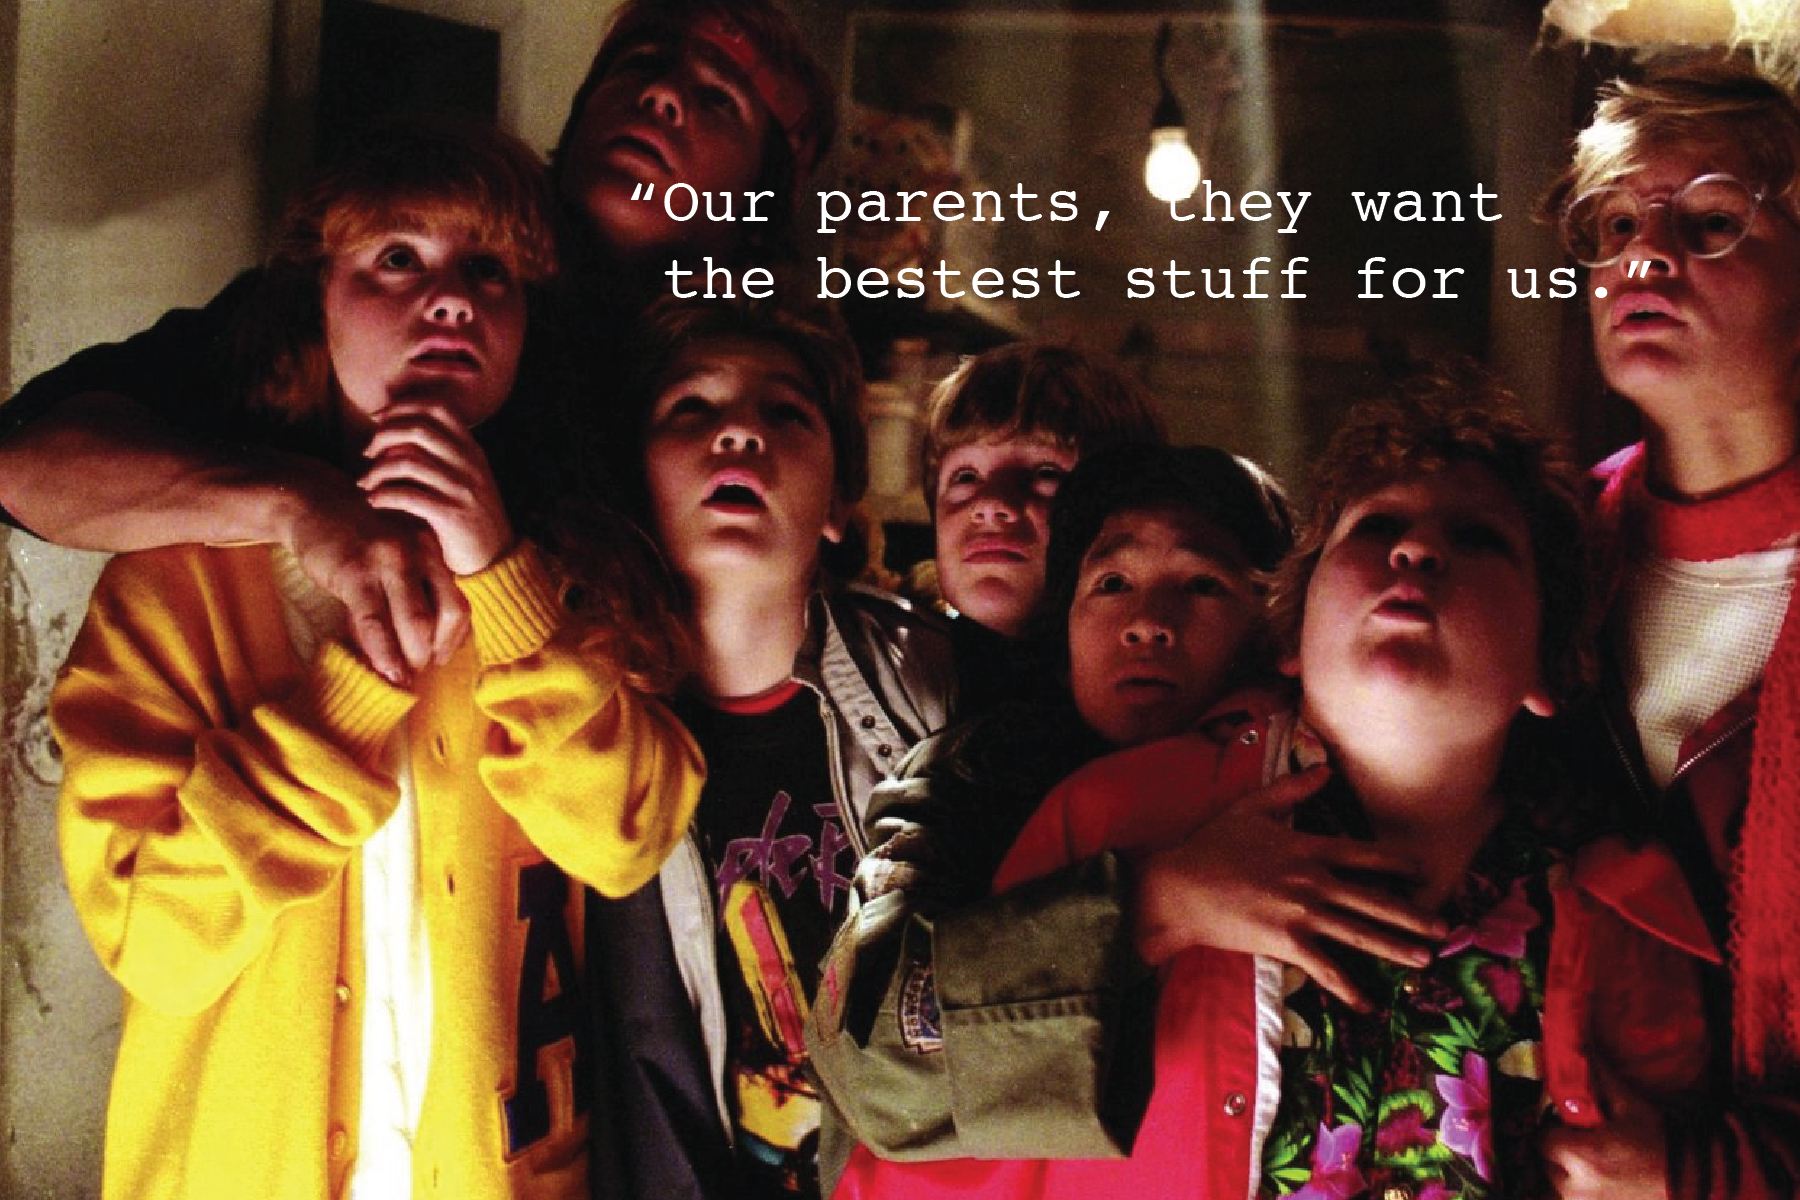 “Our parents, they want
the bestest stuff for us.”